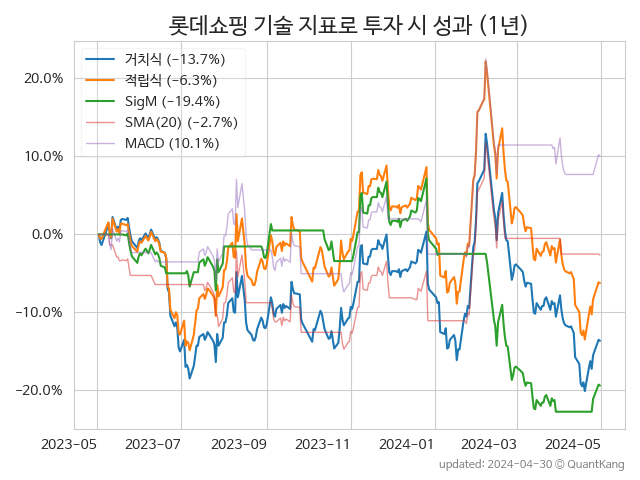 롯데쇼핑 기술 지표로 투자 시 성과 (1년)
거치식 (-13.7%)
적립식 (-6.3%)
SigM (-19.4%)
SMA(20) (-2.7%)
MACD (10.1%)
20.0%
10.0%
0.0%
-10.0%
-20.0%
2023-05 2023-07 2023-09 2023-11 2024-01 2024-03 2024-05
updated: 2024-04-30 © QuantKang